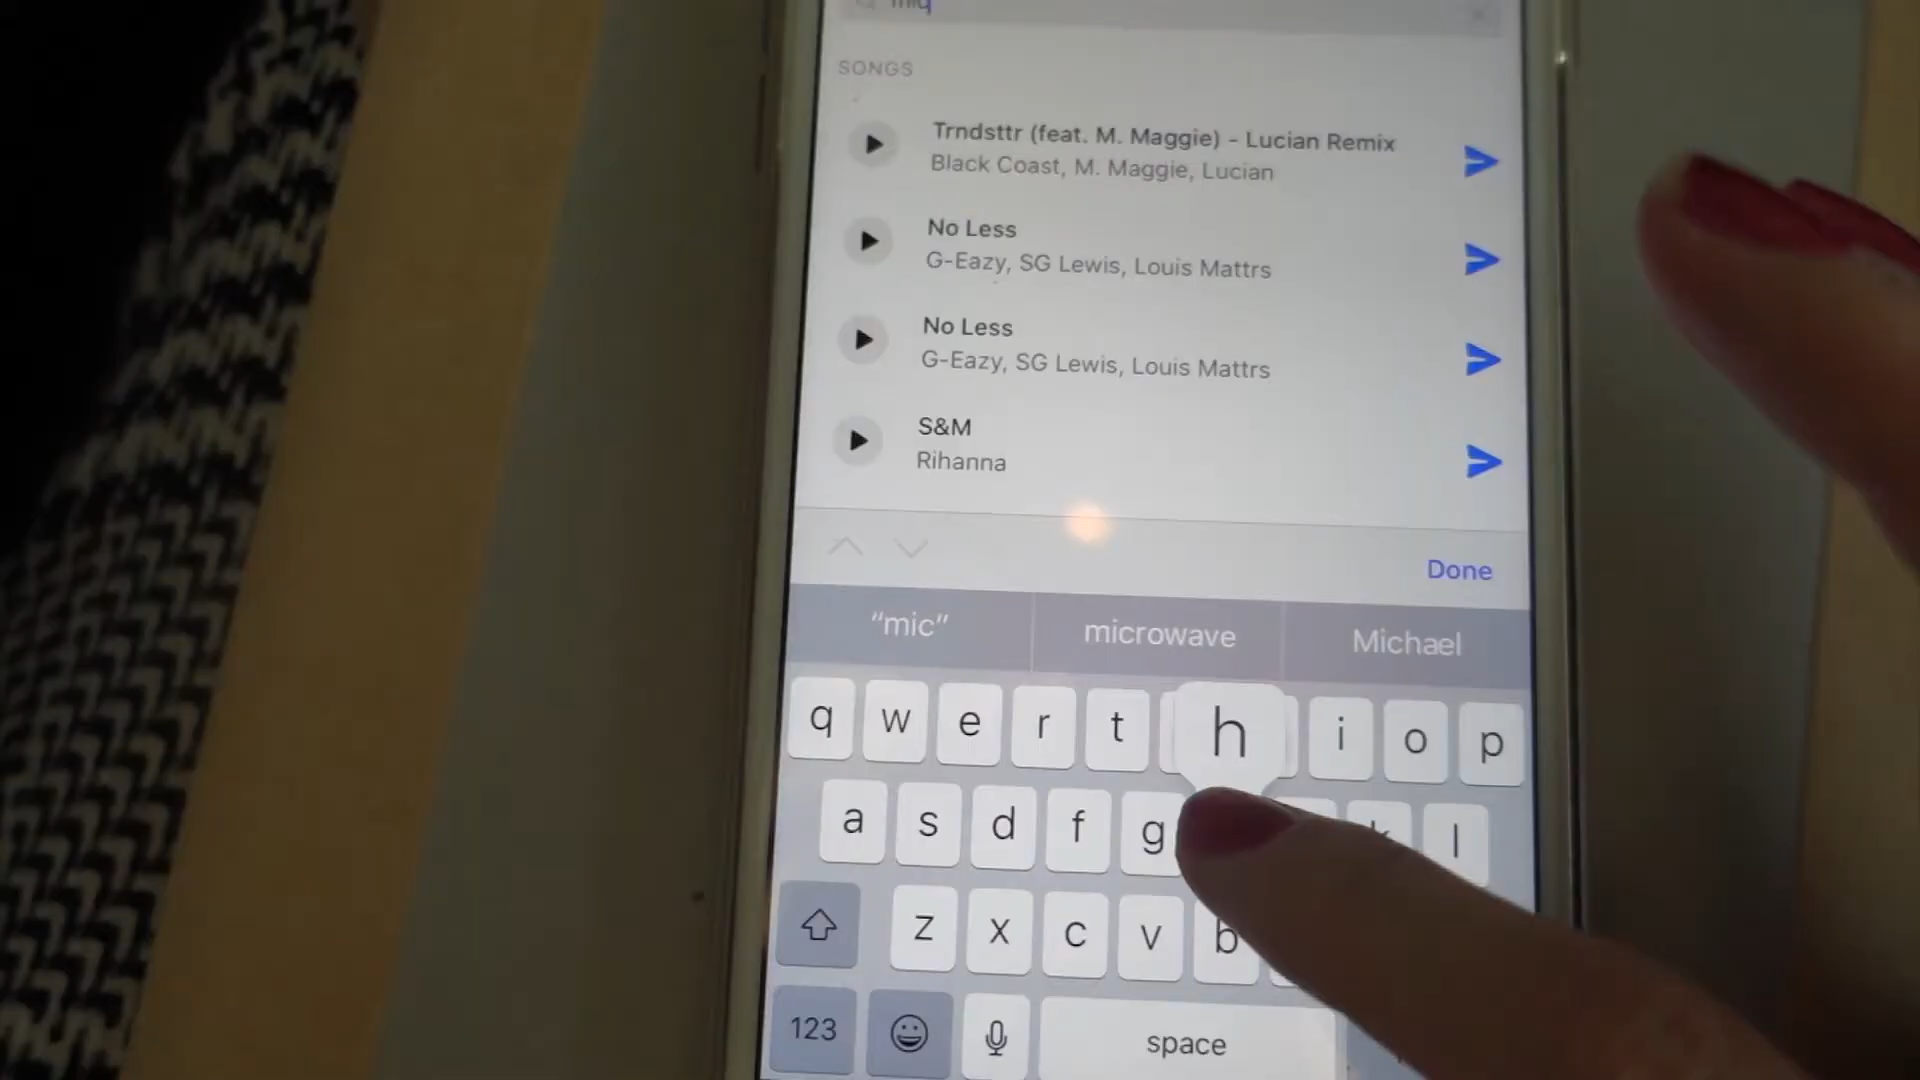 SONGS
Trndsttr (feat. M. Maggie) - Lucian Remix
Black Coast, M. Maggie, Lucian
No Less
G-Eazy, SG Lewis, Louis Mattrs
No Less
G-Eazy, SG Lewis, Louis Mattrs
S&M
Rihanna
Done
"mic" microwave Michael
q w e r t h i o p
a s d f g k l
z x c v b
123 space